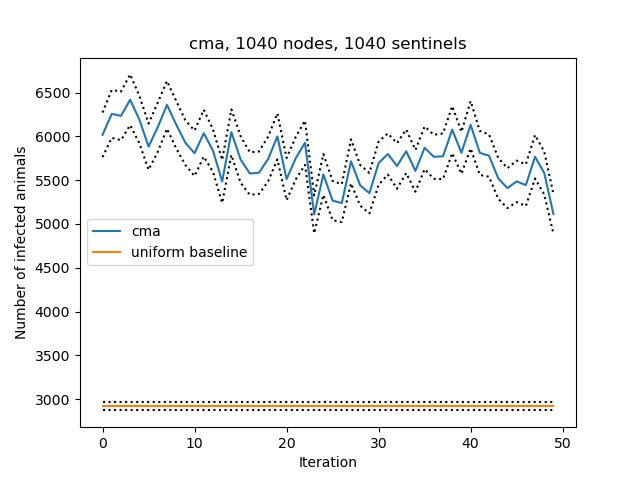 cma, 1040 nodes, 1040 sentinels
Number of infected animals
6500
6000
5500
5000
4500
4000
3500
3000
cma
uniform baseline
0 10 20 30 40 50
Iteration